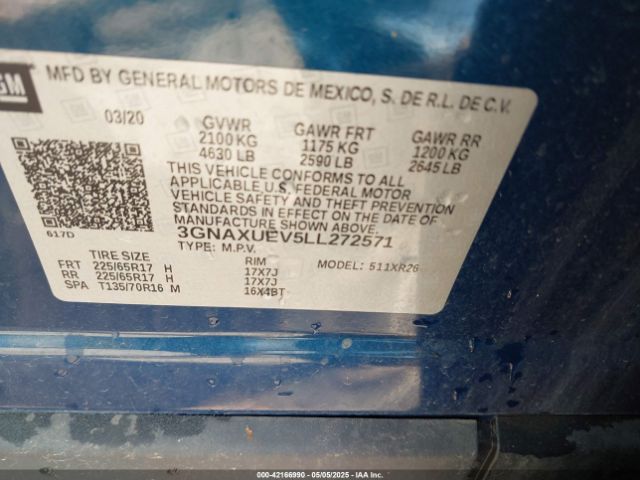 GM
MFD BY GENERAL MOTORS DE MEXICO, S. DE R.L. DE C.V.
03/20 GVWR GAWR FRT GAWR RR
2100 KG 1175 KG 1200 KG
4630 LB 2590 LB 2645 LB
THIS VEHICLE CONFORMS TO ALL
APPLICABLE U.S. FEDERAL MOTOR
VEHICLE SAFETY AND THEFT PREVENTION
STANDARDS IN EFFECT ON THE DATE OF
MANUFACTURE SHOWN ABOVE.
617D 3GNAXUEV5LL272571
TYPE: M.P.V. MODEL: 511XR26
TIRE SIZE RIM
FRT 225/65R17 H 17X7J
RR 225/65R17 H 17X7J
SPA T135/70R16 M 16X4BT
000-42166990 - 05/05/2025 - Copyright © IAA, LLC